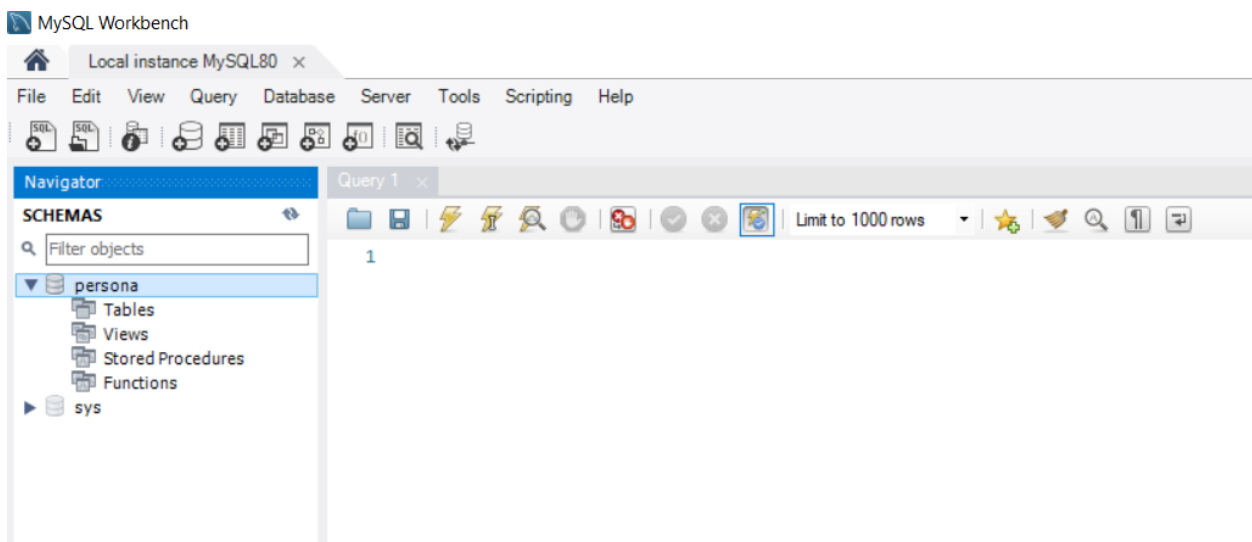 MySQL Workbench
Local instance MySQL80
File Edit View Query Database Server Tools Scripting Help
Navigator
Query 1
SCHEMAS
Limit to 1000 rows
Filter objects
1
persona
Tables
Views
Stored Procedures
Functions
sys